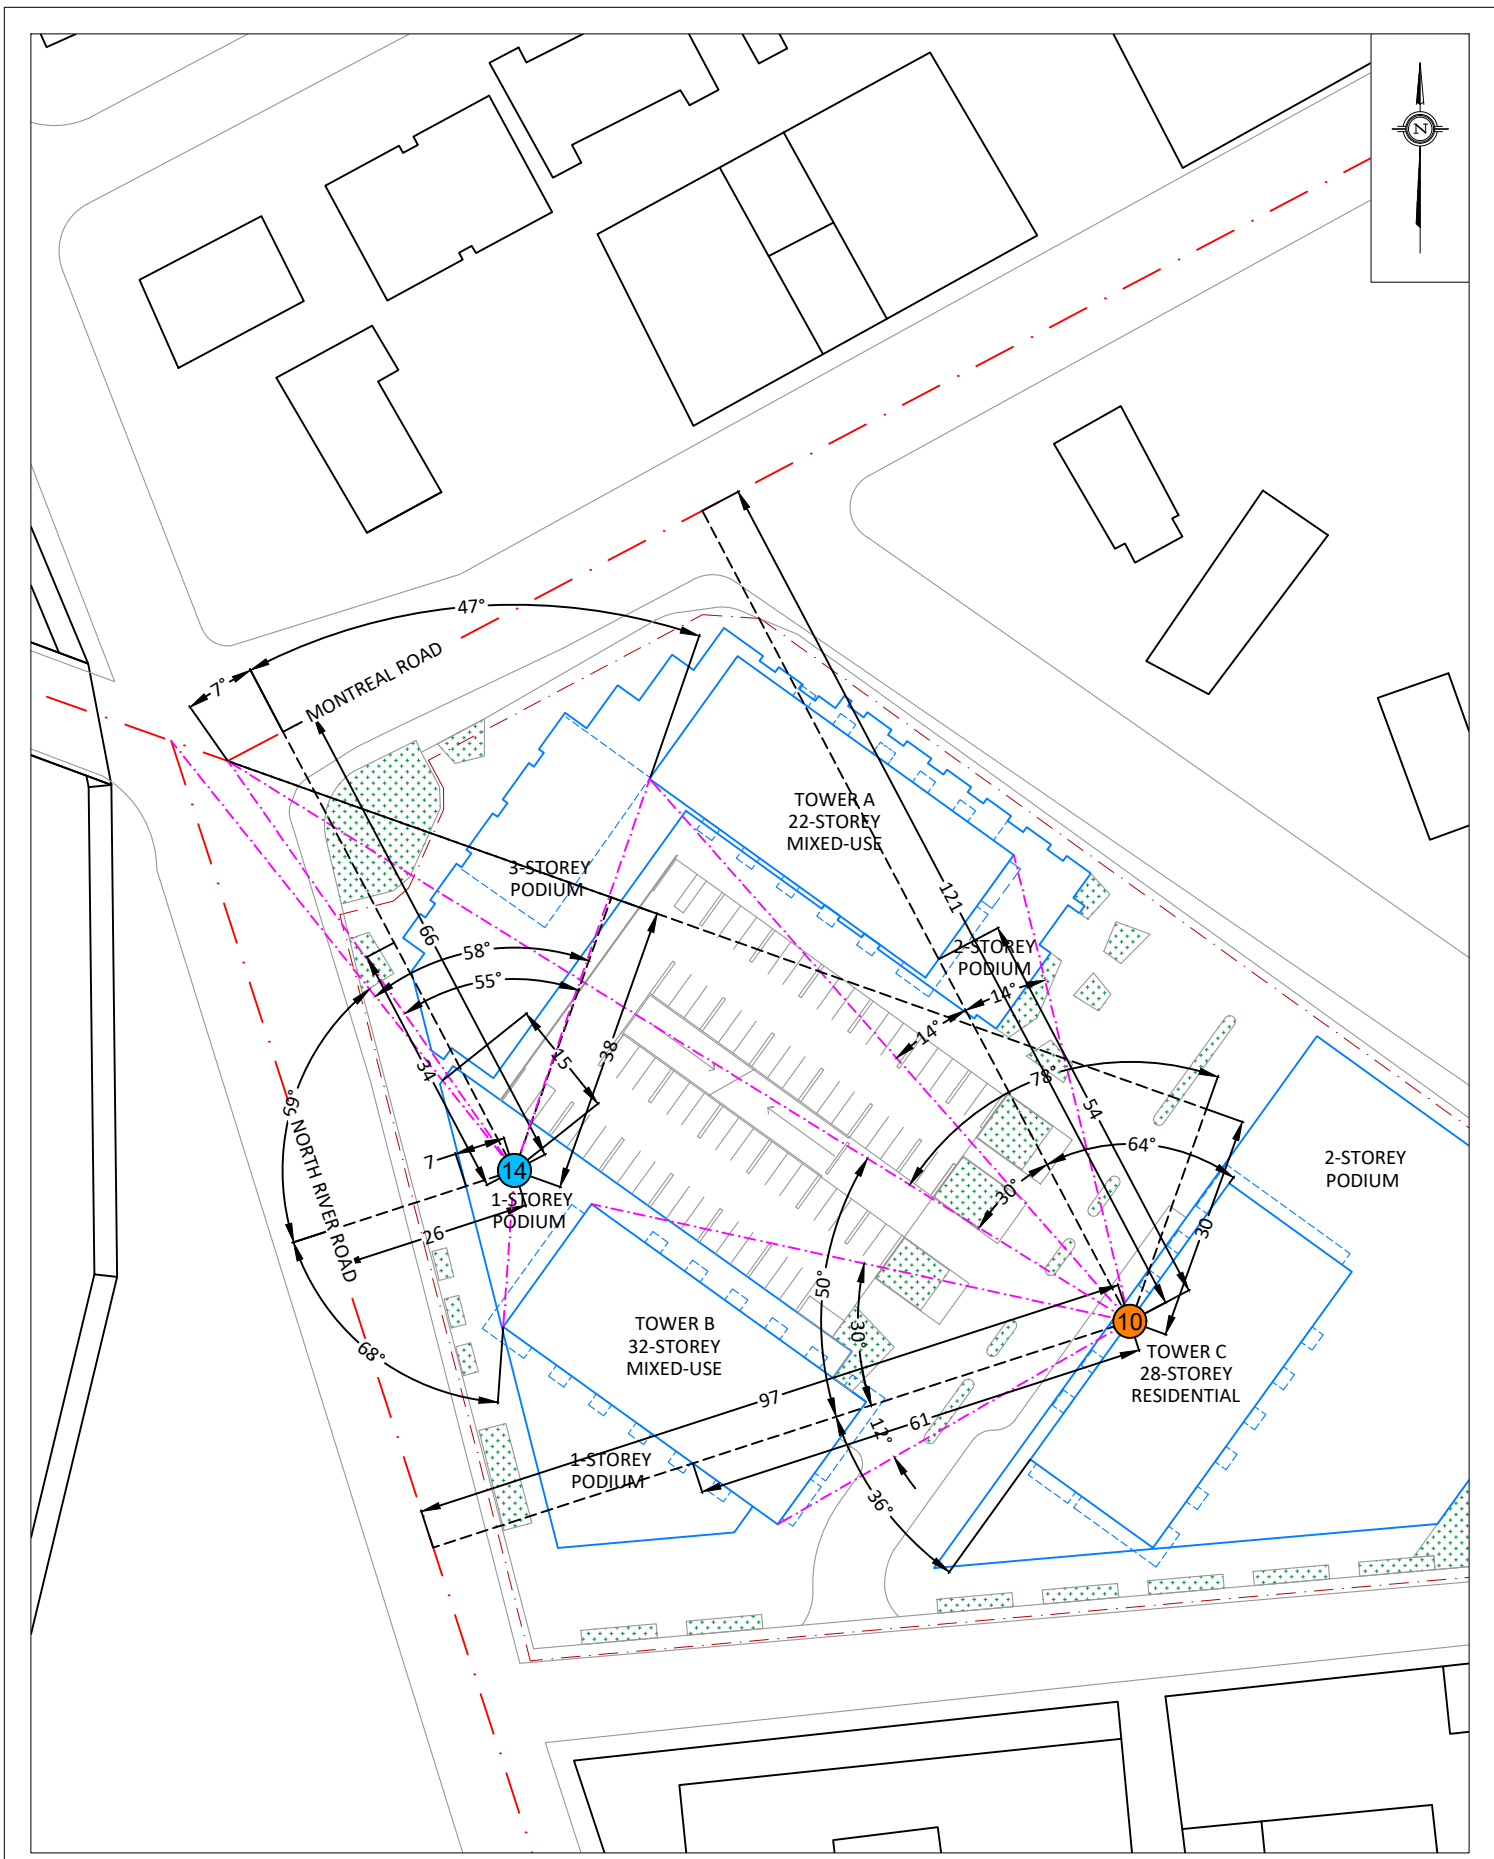 N
47°
7°
MONTREAL ROAD
TOWER A
22-STOREY
MIXED-USE
3-STOREY
PODIUM
121
66
2-STOREY
PODIUM
58°
55°
14°
14°
38
15
34
78°
54
69°
64°
7
14
1-STOREY
PODIUM
2-STOREY
PODIUM
30°
30
NORTH RIVER ROAD
26
50°
30°
10
68°
TOWER B
32-STOREY
MIXED-USE
TOWER C
28-STOREY
RESIDENTIAL
97
61
12°
1-STOREY
PODIUM
36°